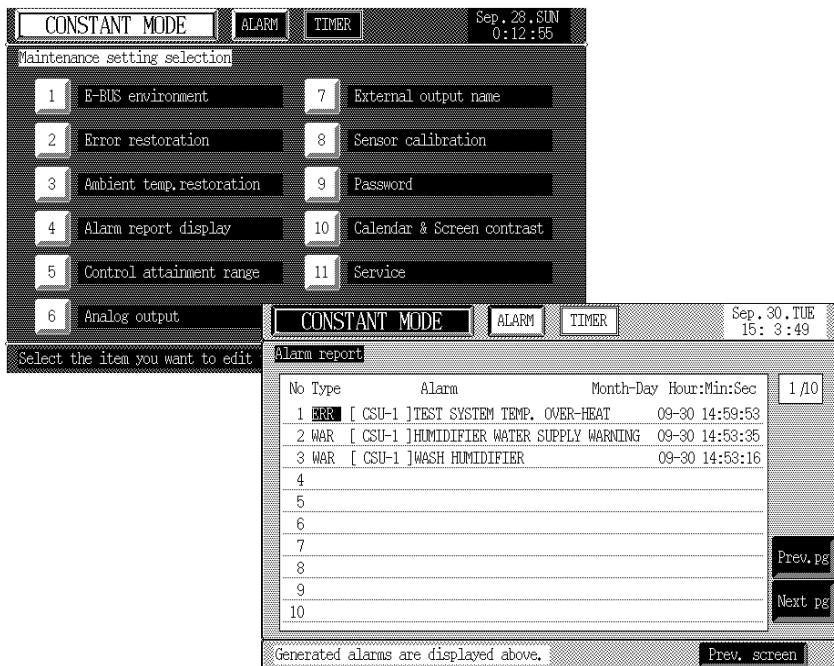 CONSTANT MODE ALARM TIMER Sep.28.SUN
0:12:55
Maintenance setting selection
1 E-BUS environment 7 External output name
2 Error restoration 8 Sensor calibration
3 Ambient temp.restoration 9 Password
4 Alarm report display 10 Calendar & Screen contrast
5 Control attainment range 11 Service
6 Analog output
Select the item you want to edit
CONSTANT MODE ALARM TIMER Sep.30.TUE
15: 3:49
Alarm report
No Type Alarm Month-Day Hour:Min:Sec 1/10
1 ERR [ CSU-1 ]TEST SYSTEM TEMP. OVER-HEAT 09-30 14:59:53
2 WAR [ CSU-1 ]HUMIDIFIER WATER SUPPLY WARNING 09-30 14:53:35
3 WAR [ CSU-1 ]WASH HUMIDIFIER 09-30 14:53:16
4
5
6
7
8
9
10
Prev.pg
Next pg
Generated alarms are displayed above. Prev. screen